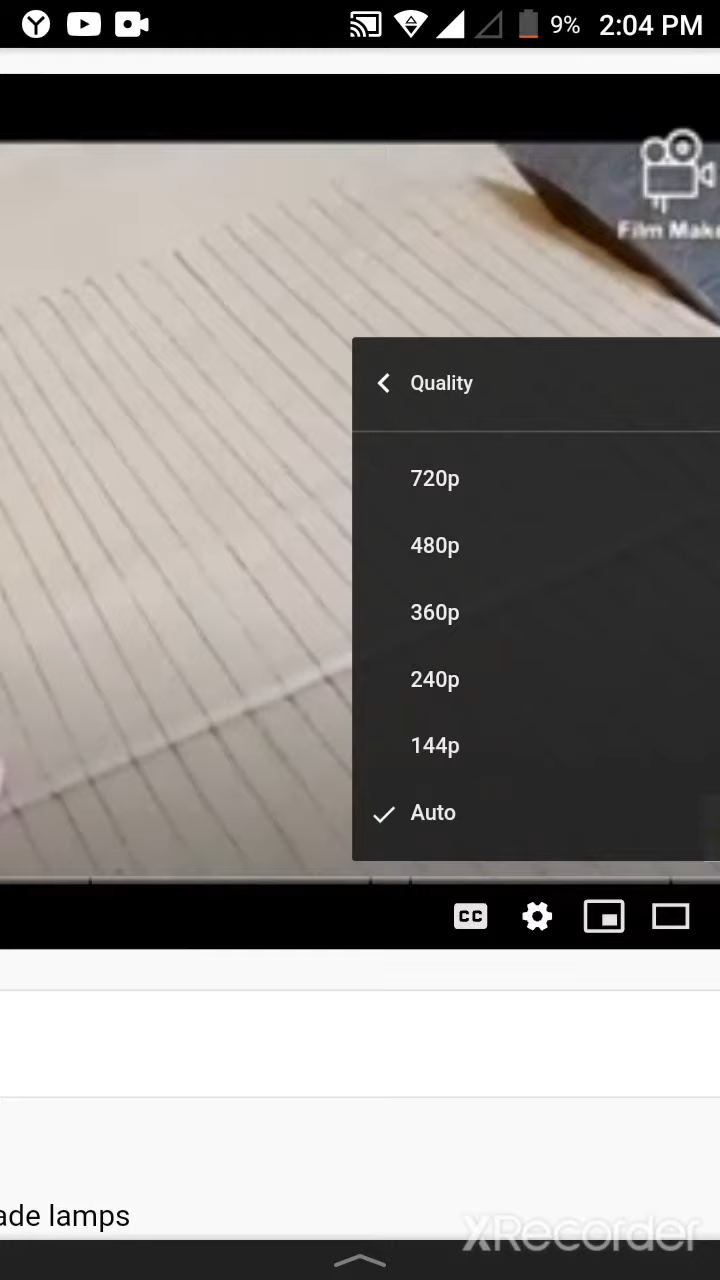 9% 2:04 PM
Film Make
Quality
720p
480p
360p
240p
144p
Auto
CC
ade lamps
XRecorder